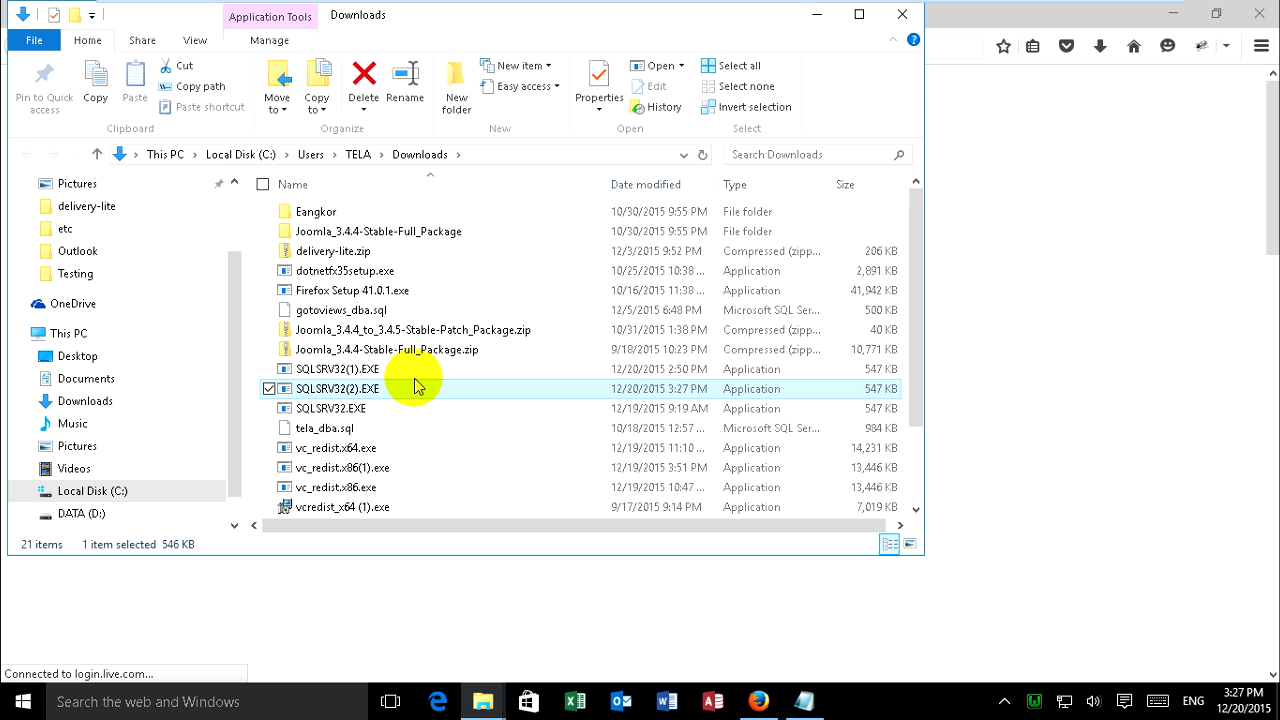 Application Tools Downloads
File Home Share View Manage
Pin to Quick access
Copy
Paste
Cut
Copy path
Paste shortcut
Clipboard
Move to
Copy to
Delete
Rename
Organize
New folder
New item
Easy access
New
Properties
Open
Edit
History
Open
Select all
Select none
Invert selection
Select
This PC Local Disk (C:) Users TELA Downloads
Search Downloads
Pictures
delivery-lite
etc
Outlook
Testing
OneDrive
This PC
Desktop
Documents
Downloads
Music
Pictures
Videos
Local Disk (C:)
DATA (D:)
Name Date modified Type Size
Eangkor 10/30/2015 9:55 PM File folder
Joomla_3.4.4-Stable-Full_Package 10/30/2015 9:55 PM File folder
delivery-lite.zip 12/3/2015 9:52 PM Compressed (zipp... 206 KB
dotnetfx35setup.exe 10/25/2015 10:38 ... Application 2,891 KB
Firefox Setup 41.0.1.exe 10/16/2015 11:38 ... Application 41,942 KB
gotoviews_dba.sql 12/5/2015 6:48 PM Microsoft SQL Ser... 500 KB
Joomla_3.4.4_to_3.4.5-Stable-Patch_Package.zip 10/31/2015 1:38 PM Compressed (zipp... 40 KB
Joomla_3.4.4-Stable-Full_Package.zip 9/18/2015 10:23 PM Compressed (zipp... 10,771 KB
SQLSRV32(1).EXE 12/20/2015 2:50 PM Application 547 KB
SQLSRV32(2).EXE 12/20/2015 3:27 PM Application 547 KB
SQLSRV32.EXE 12/19/2015 9:19 AM Application 547 KB
tela_dba.sql 10/18/2015 12:57 ... Microsoft SQL Ser... 984 KB
vc_redist.x64.exe 12/19/2015 11:10 ... Application 14,231 KB
vc_redist.x86(1).exe 12/19/2015 3:51 PM Application 13,446 KB
vc_redist.x86.exe 12/19/2015 10:47 ... Application 13,446 KB
vcredist_x64 (1).exe 9/17/2015 9:14 PM Application 7,019 KB
21 items 1 item selected 546 KB
Connected to login.live.com...
Search the web and Windows
ENG
3:27 PM
12/20/2015